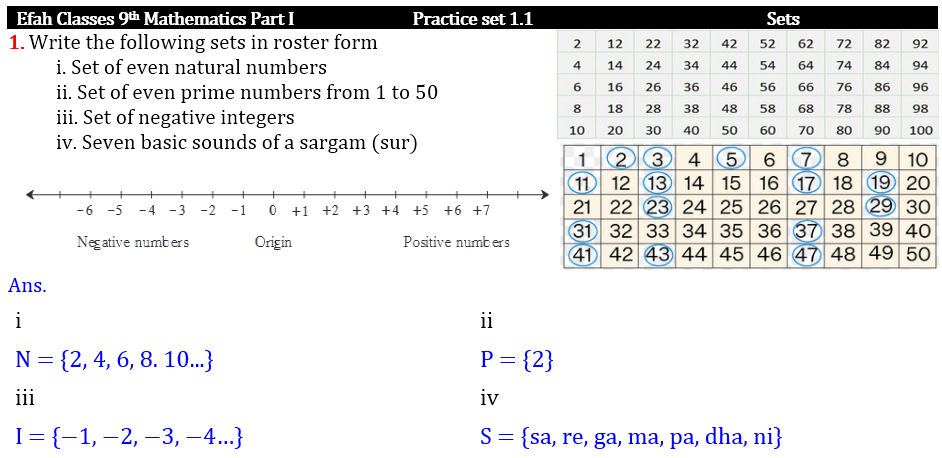 Efah Classes 9th Mathematics Part I Practice set 1.1 Sets
1. Write the following sets in roster form
i. Set of even natural numbers
ii. Set of even prime numbers from 1 to 50
iii. Set of negative integers
iv. Seven basic sounds of a sargam (sur)
2 12 22 32 42 52 62 72 82 92
4 14 24 34 44 54 64 74 84 94
6 16 26 36 46 56 66 76 86 96
8 18 28 38 48 58 68 78 88 98
10 20 30 40 50 60 70 80 90 100
1 2 3 4 5 6 7 8 9 10
11 12 13 14 15 16 17 18 19 20
21 22 23 24 25 26 27 28 29 30
31 32 33 34 35 36 37 38 39 40
41 42 43 44 45 46 47 48 49 50
-6 -5 -4 -3 -2 -1 0 +1 +2 +3 +4 +5 +6 +7
Negative numbers Origin Positive numbers
Ans.
i ii
N = {2, 4, 6, 8. 10...} P = {2}
iii iv
I = {−1, −2, −3, −4...} S = {sa, re, ga, ma, pa, dha, ni}